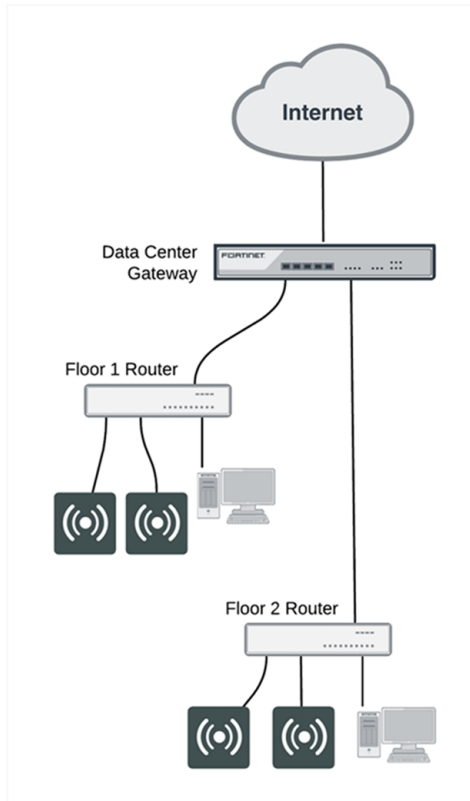 Internet
Data Center
Gateway
FORTINET
Floor 1 Router
Floor 2 Router